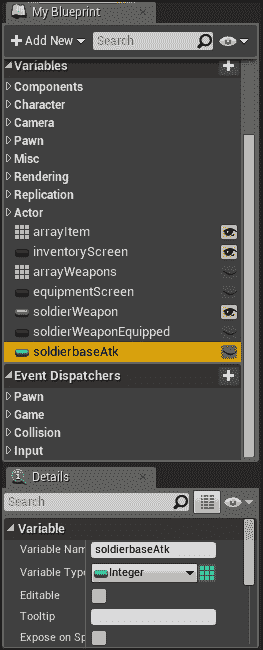 My Blueprint
Add New Search
Variables
Components
Character
Camera
Pawn
Misc
Rendering
Replication
Actor
arrayItem
inventoryScreen
arrayWeapons
equipmentScreen
soldierWeapon
soldierWeaponEquipped
soldierbaseAtk
Event Dispatchers
Pawn
Game
Collision
Input
Details
Search
Variable
Variable Nam soldierbaseAtk
Variable Type Integer
Editable
Tooltip
Expose on Sp